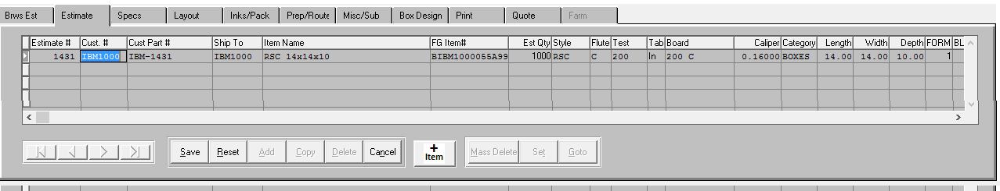 Brws Est Estimate Specs Layout Inks/Pack Prep/Route Misc/Sub Box Design Print Quote Farm
Estimate # Cust. # Cust Part # Ship To Item Name FG Item# Est Qty Style Flute Test Tab Board Caliper Category Length Width Depth FORM BL
1431 IBM1000 IBM-1431 IBM1000 RSC 14x14x10 BIBM1000055A99 1000 RSC C 200 In 200 C 0.16000 BOXES 14.00 14.00 10.00 1
Save Reset Add Copy Delete Cancel + Item Mass Delete Set Goto